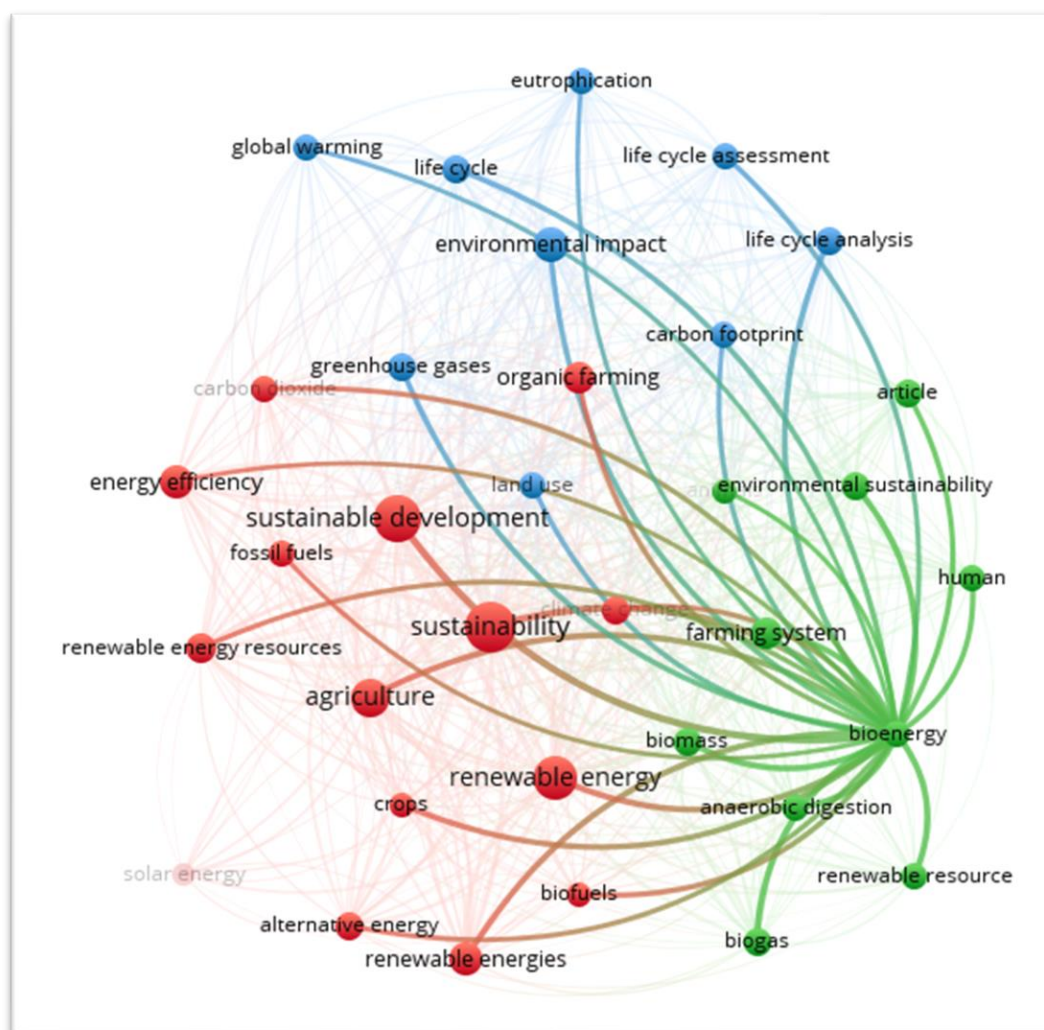 eutrophication
global warming
life cycle
life cycle assessment
environmental impact
life cycle analysis
carbon footprint
greenhouse gases
organic farming
carbon dioxide
article
energy efficiency
land use
environmental sustainability
sustainable development
fossil fuels
human
climate change
sustainability
farming system
renewable energy resources
agriculture
bioenergy
biomass
renewable energy
crops
anaerobic digestion
solar energy
renewable resource
biofuels
alternative energy
biogas
renewable energies